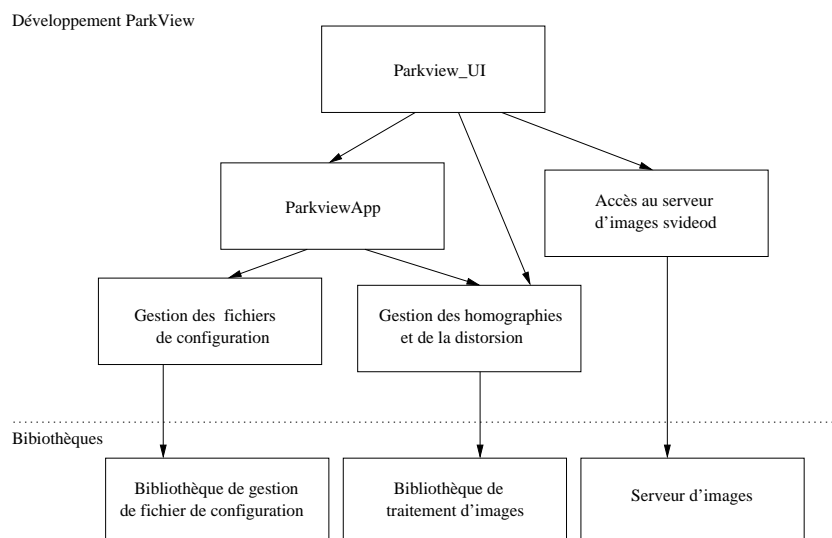 Développement ParkView
Parkview_UI
ParkviewApp
Accès au serveur
d'images svideod
Gestion des fichiers
de configuration
Gestion des homographies
et de la distorsion
Bibiothèques
Bibliothèque de gestion
de fichier de configuration
Bibliothèque de
traitement d'images
Serveur d'images